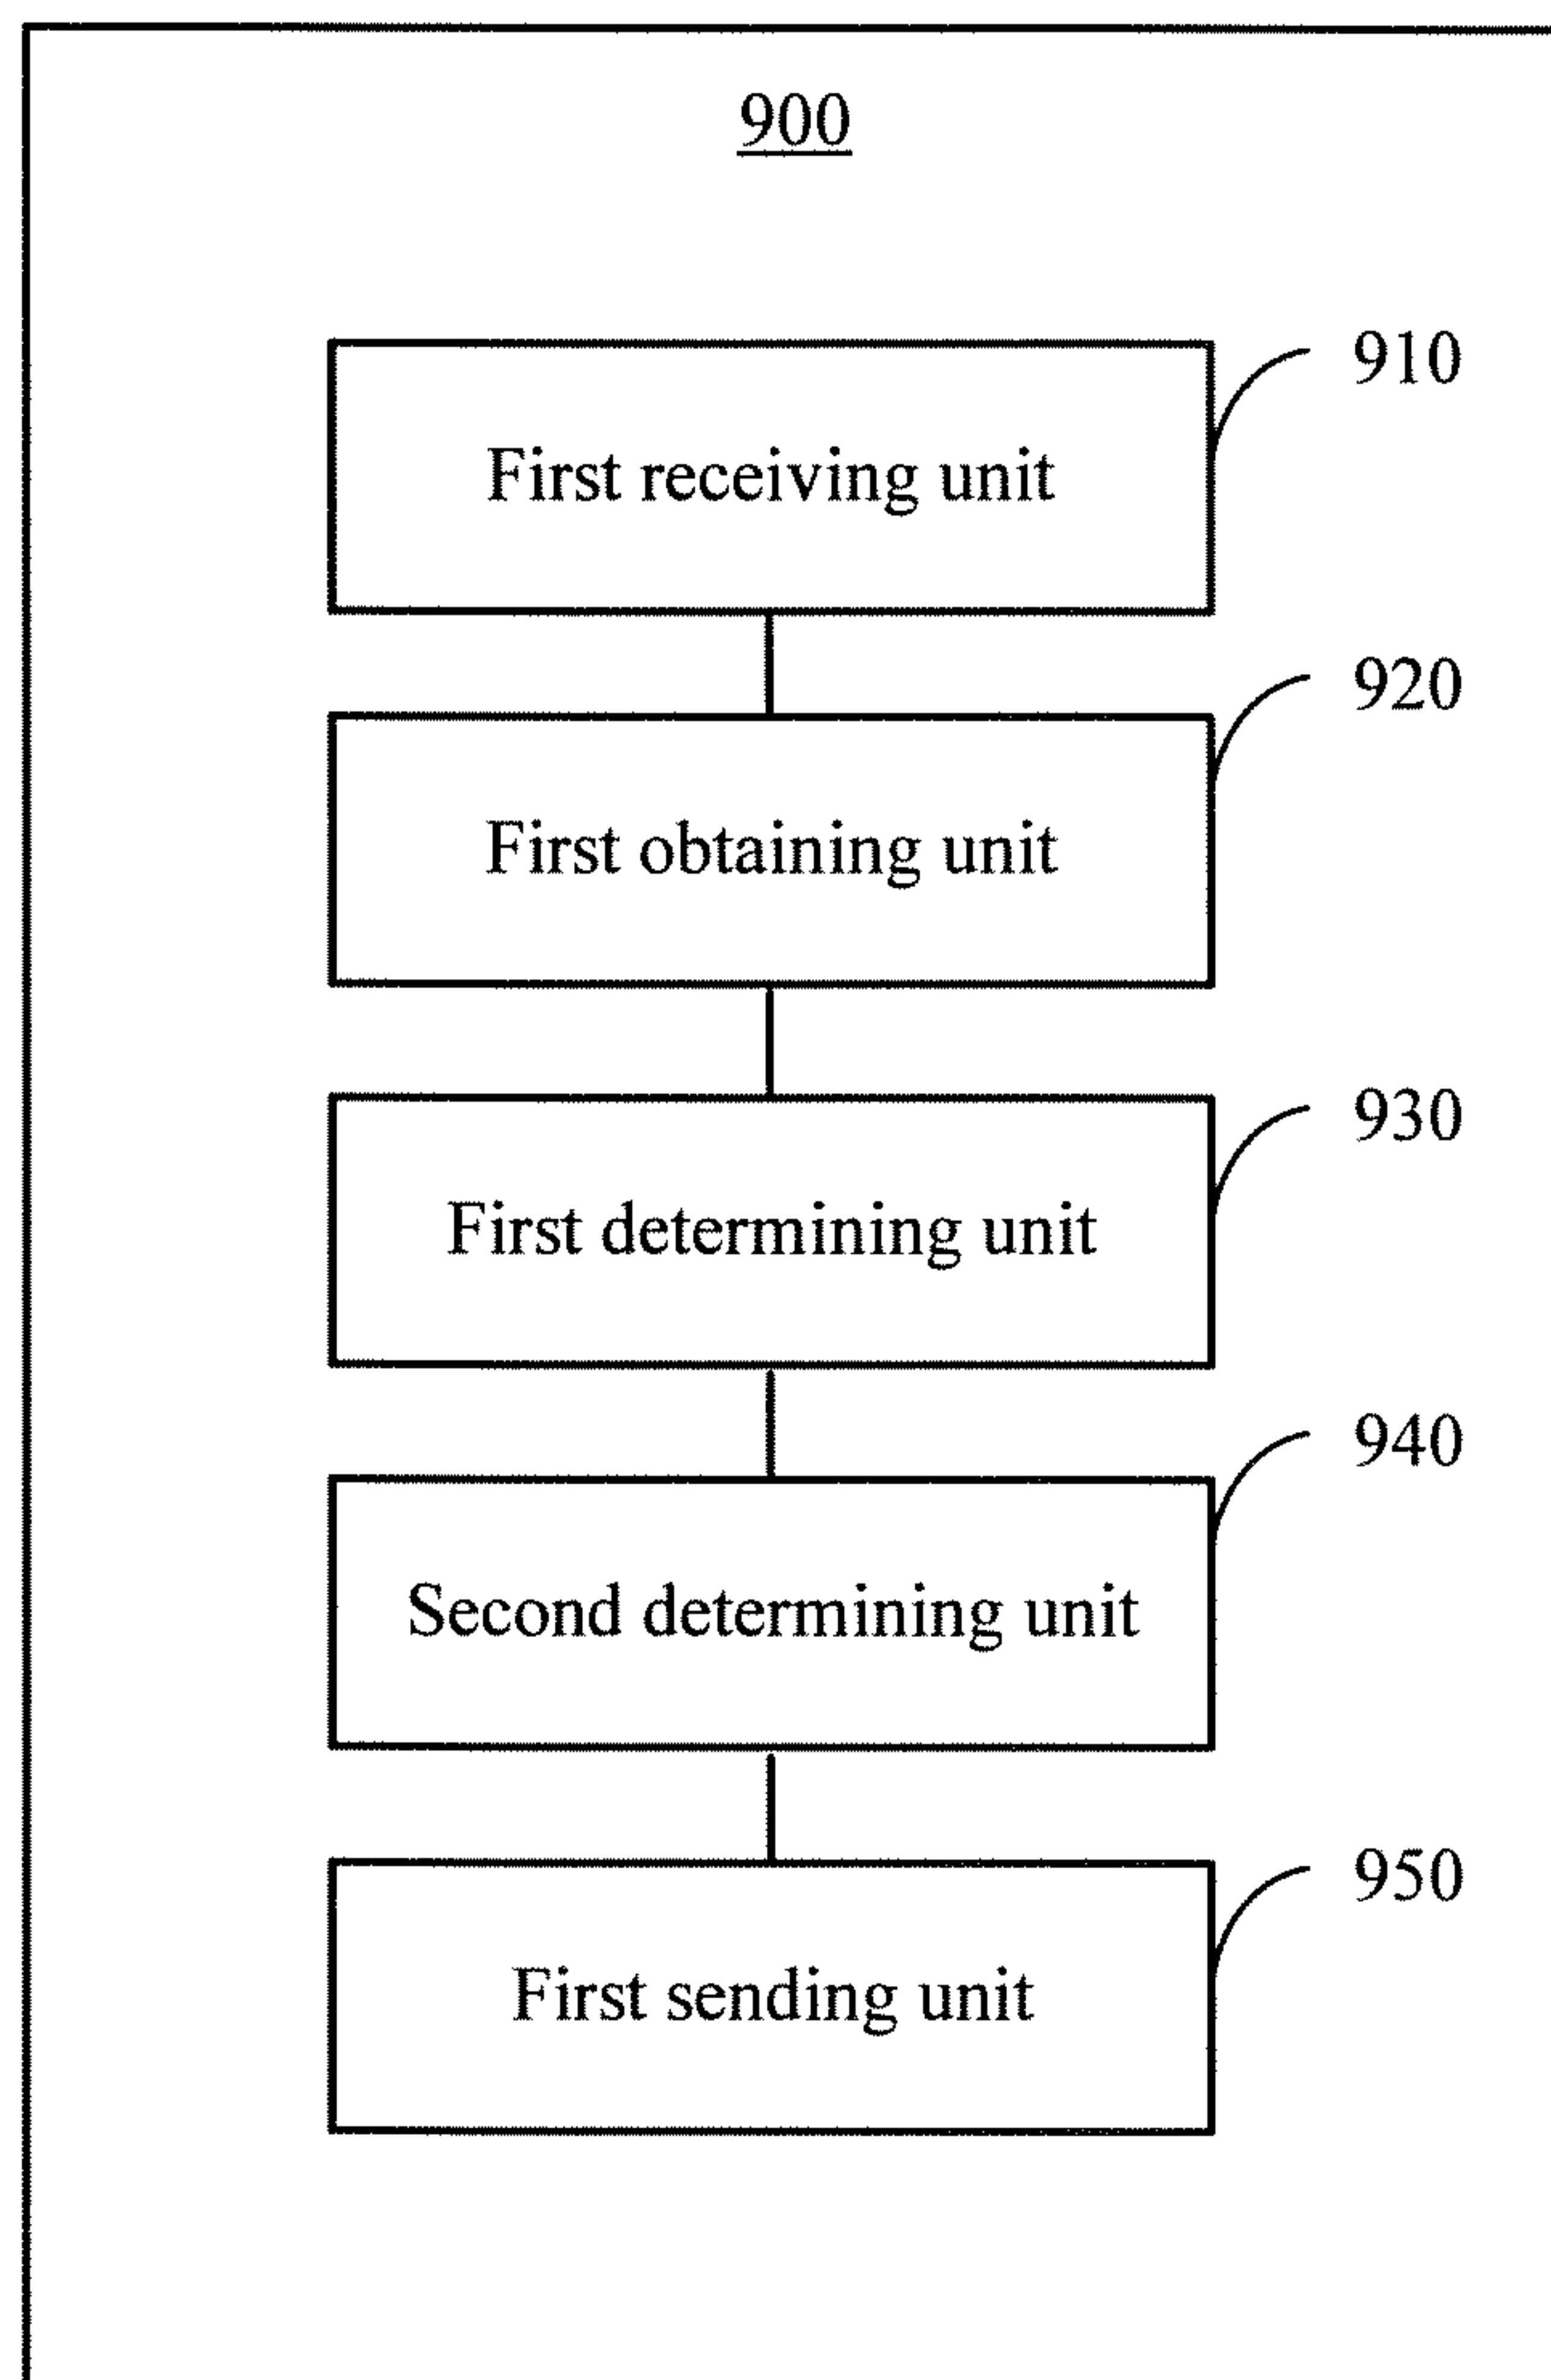 900
910
First receiving unit
920
First obtaining unit
930
First determining unit
940
Second determining unit
950
First sending unit